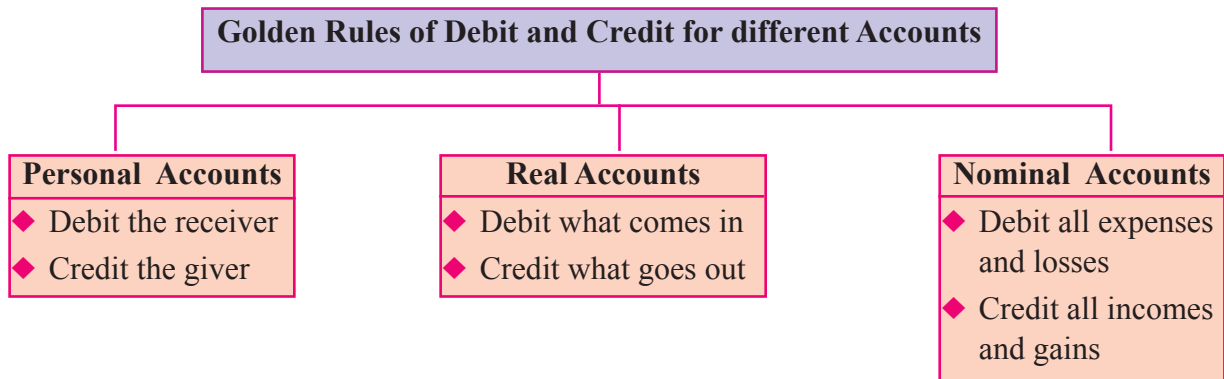 Golden Rules of Debit and Credit for different Accounts
Personal Accounts
◆ Debit the receiver
◆ Credit the giver
Real Accounts
◆ Debit what comes in
◆ Credit what goes out
Nominal Accounts
◆ Debit all expenses
and losses
◆ Credit all incomes
and gains